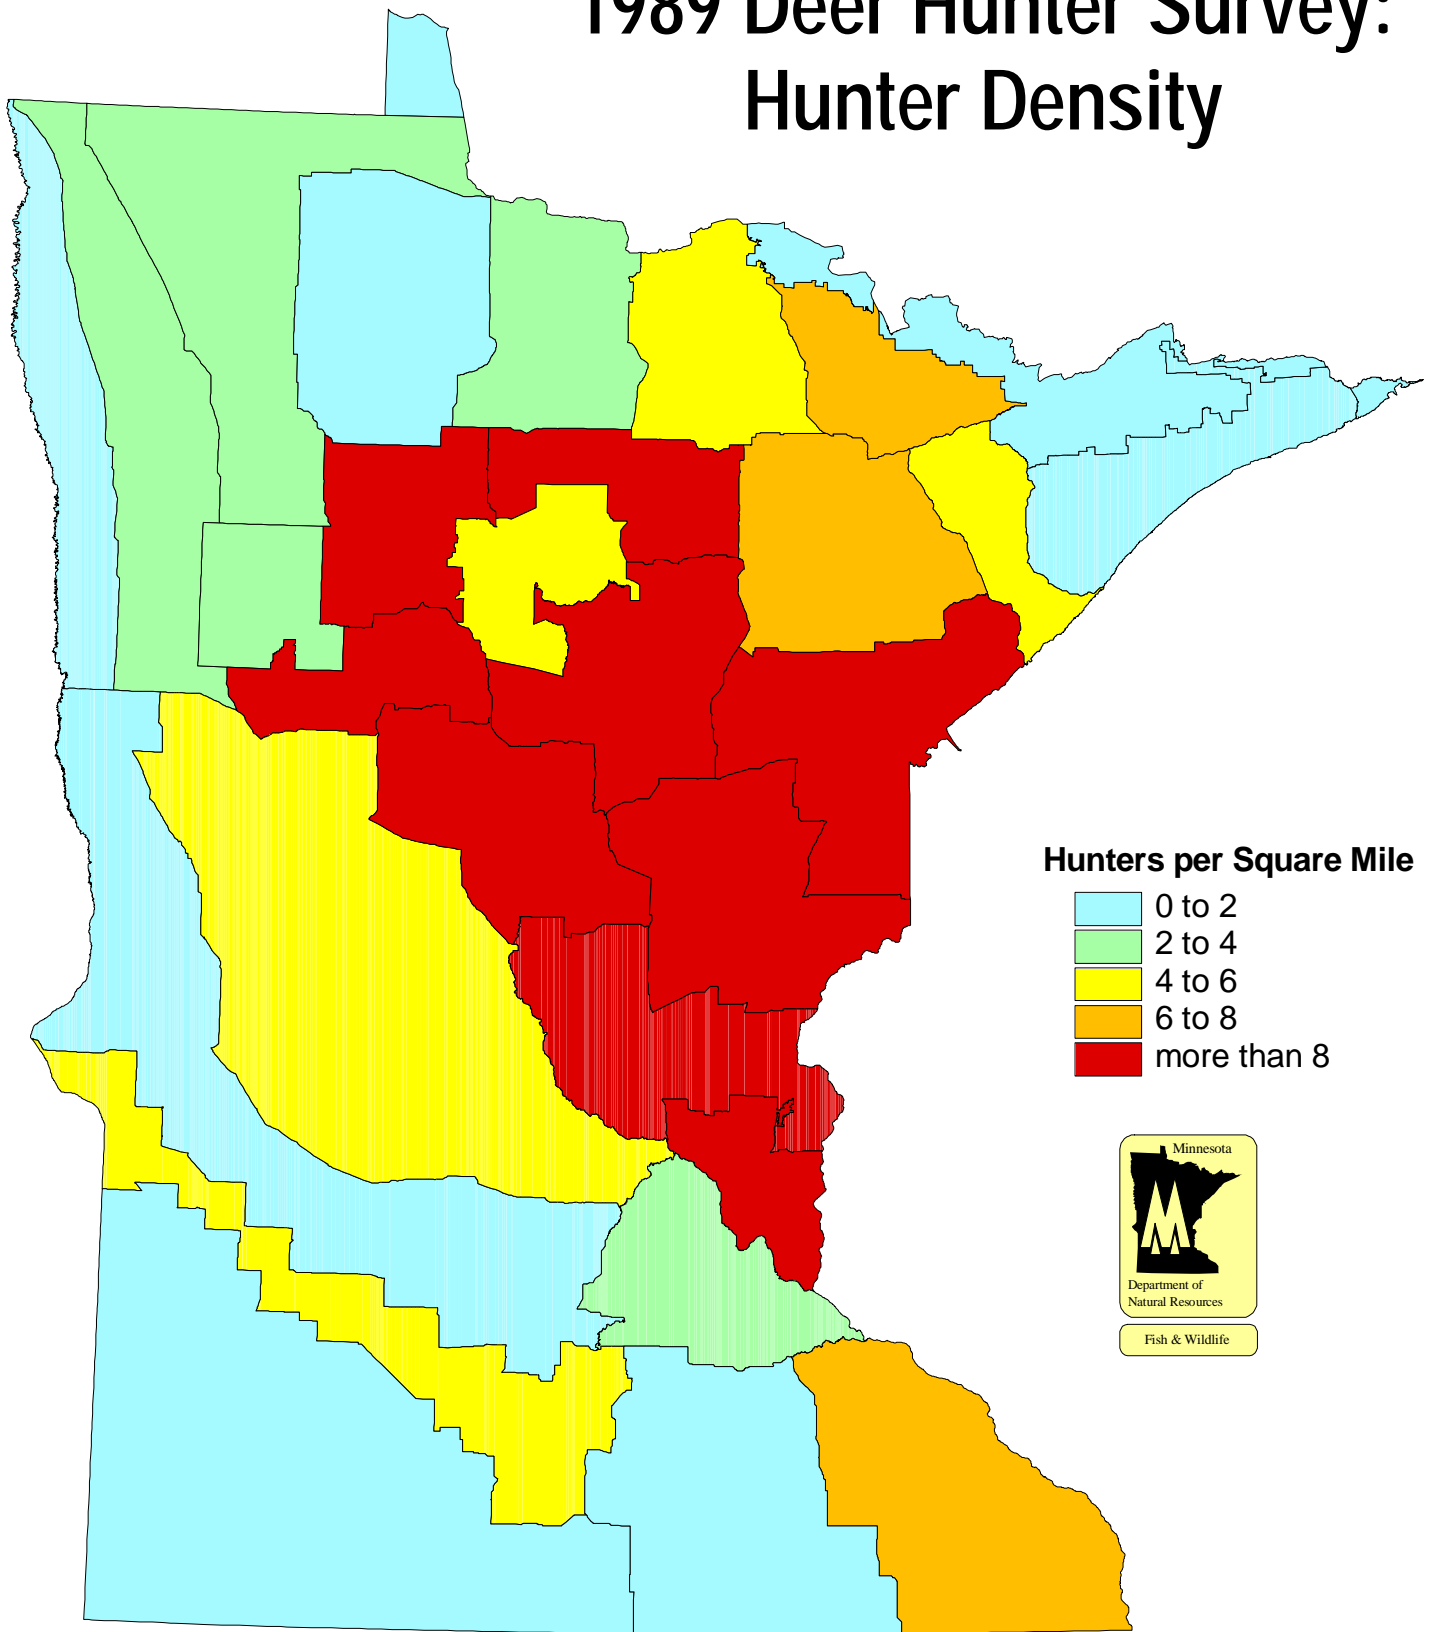 1989 Deer Hunter Survey:
Hunter Density
Hunters per Square Mile
0 to 2
2 to 4
4 to 6
6 to 8
more than 8
Minnesota
Department of
Natural Resources
Fish & Wildlife